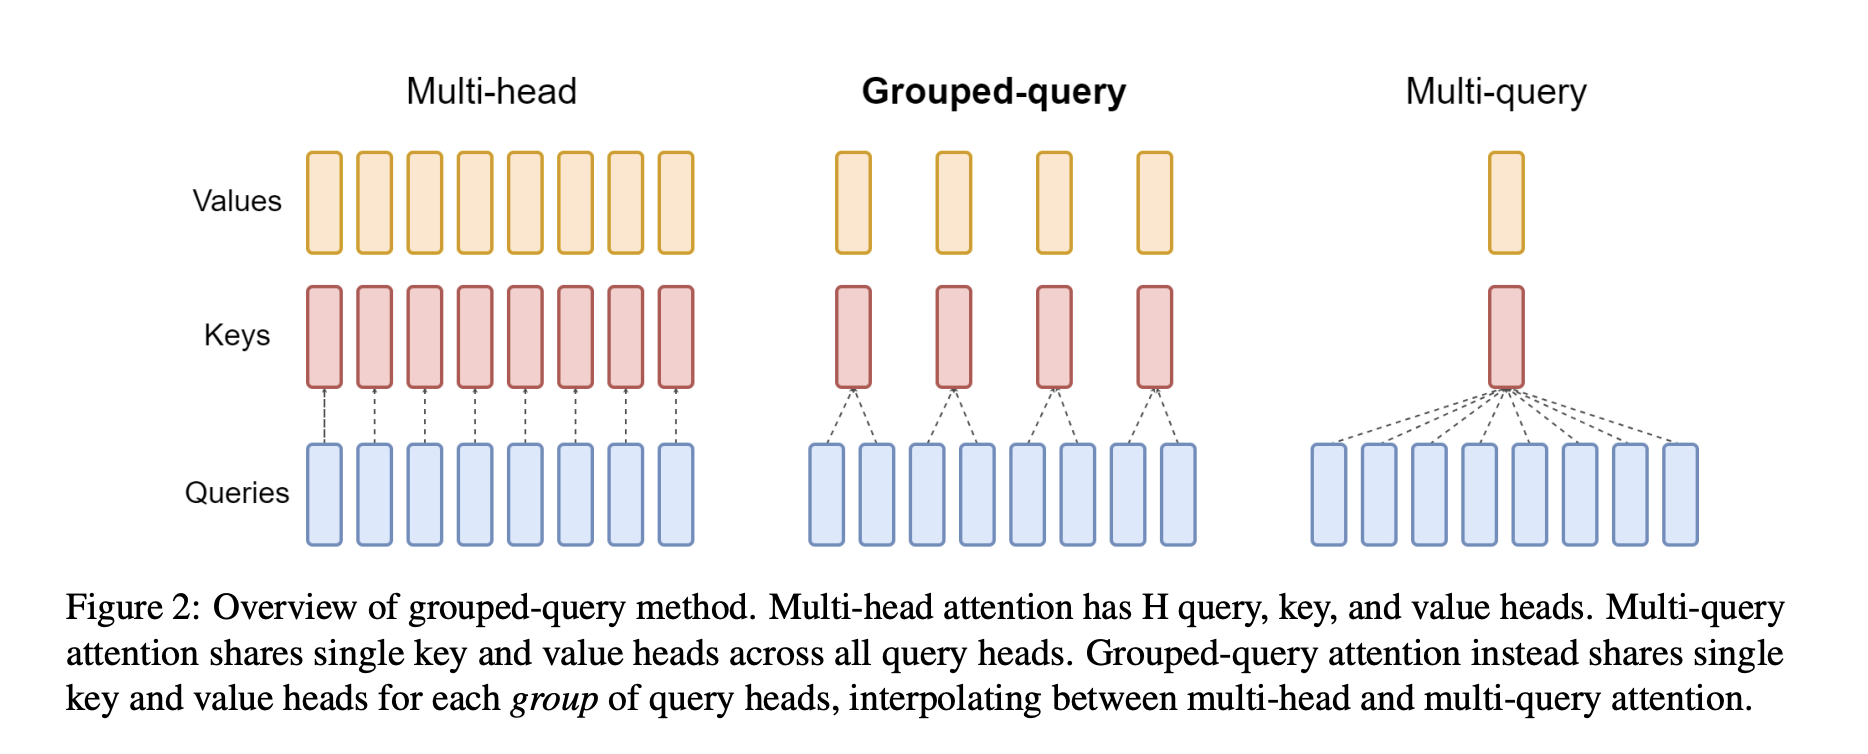 Multi-head
Grouped-query
Multi-query
Values
Keys
Queries
Figure 2: Overview of grouped-query method. Multi-head attention has H query, key, and value heads. Multi-query
attention shares single key and value heads across all query heads. Grouped-query attention instead shares single
key and value heads for each group of query heads, interpolating between multi-head and multi-query attention.